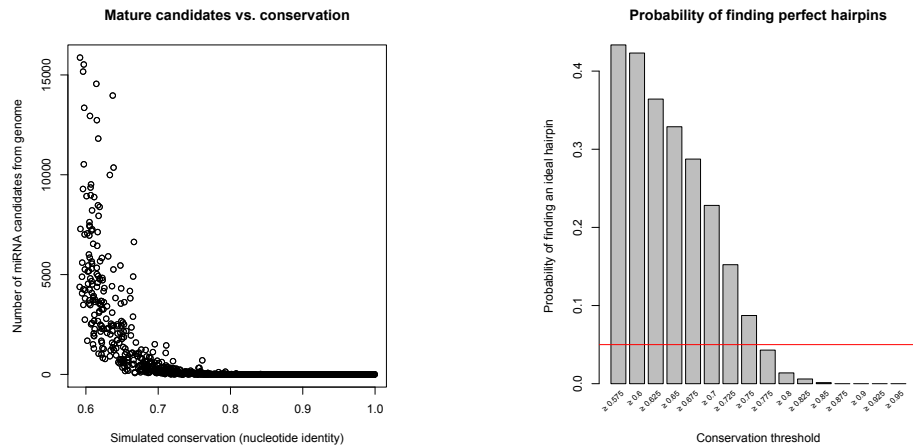 Mature candidates vs. conservation
Number of miRNA candidates from genome
15000
10000
5000
0
0.6 0.7 0.8 0.9 1.0
Simulated conservation (nucleotide identity)
Probability of finding perfect hairpins
Probability of finding an ideal hairpin
0.4
0.3
0.2
0.1
0.0
≥ 0.575 ≥ 0.6 ≥ 0.625 ≥ 0.65 ≥ 0.675 ≥ 0.7 ≥ 0.725 ≥ 0.75 ≥ 0.775 ≥ 0.8 ≥ 0.825 ≥ 0.85 ≥ 0.875 ≥ 0.9 ≥ 0.925 ≥ 0.95
Conservation threshold